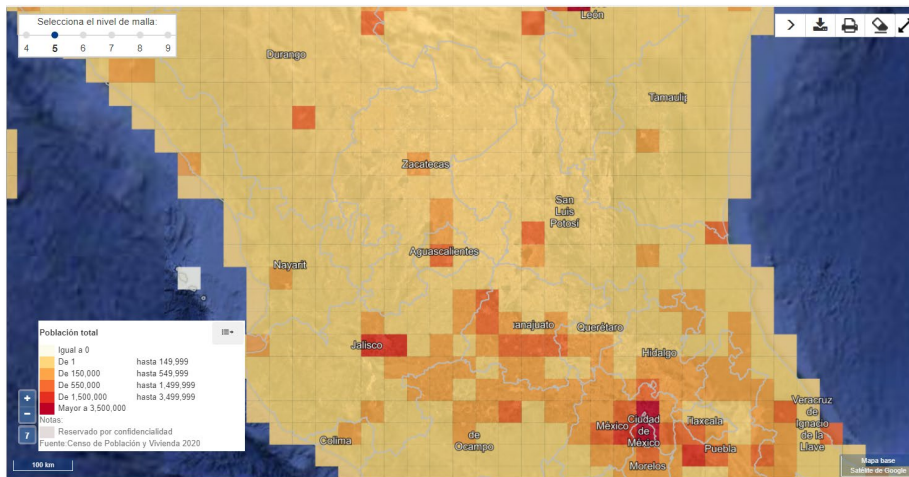 Selecciona el nivel de malla:
4 5 6 7 8 9
León
Durango
Tamaulip
Zacatecas
San
Luis
Potosí
Aguascalientes
Nayarit
anajuato
Querétaro
Jalisco
Hidalgo
Colima
de
Ocampo
México
Ciudad
de
México
Tlaxcala
Puebla
Morelos
Veracruz
de
Ignacio
de la
Llave
Población total
Igual a 0
De 1 hasta 149,999
De 150,000 hasta 549,999
De 550,000 hasta 1,499,999
De 1,500,000 hasta 3,499,999
Mayor a 3,500,000
Notas:
Reservado por confidencialidad
Fuente:Censo de Población y Vivienda 2020
+
−
7
100 km
Mapa base
Satélite de Google